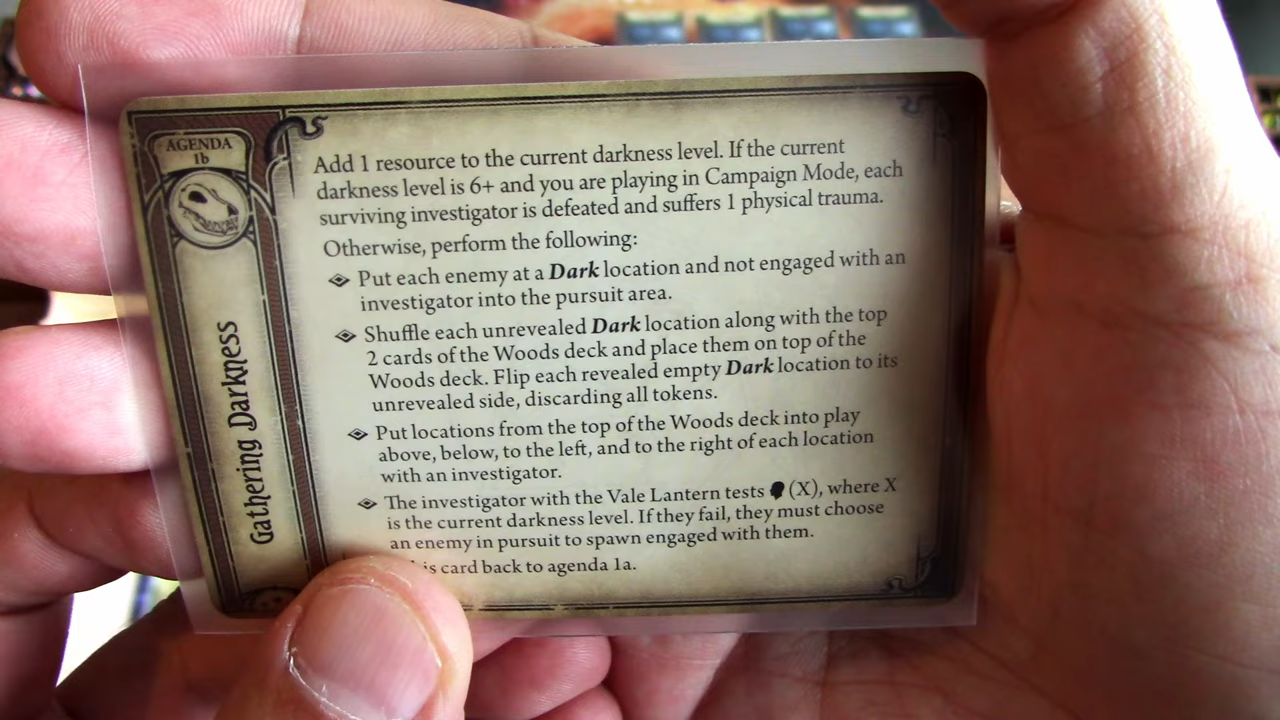 AGENDA
1b
Gathering Darkness
Add 1 resource to the current darkness level. If the current
darkness level is 6+ and you are playing in Campaign Mode, each
surviving investigator is defeated and suffers 1 physical trauma.
Otherwise, perform the following:
Put each enemy at a Dark location and not engaged with an
investigator into the pursuit area.
Shuffle each unrevealed Dark location along with the top
2 cards of the Woods deck and place them on top of the
Woods deck. Flip each revealed empty Dark location to its
unrevealed side, discarding all tokens.
Put locations from the top of the Woods deck into play
above, below, to the left, and to the right of each location
with an investigator.
The investigator with the Vale Lantern tests (X), where X
is the current darkness level. If they fail, they must choose
an enemy in pursuit to spawn engaged with them.
is card back to agenda 1a.